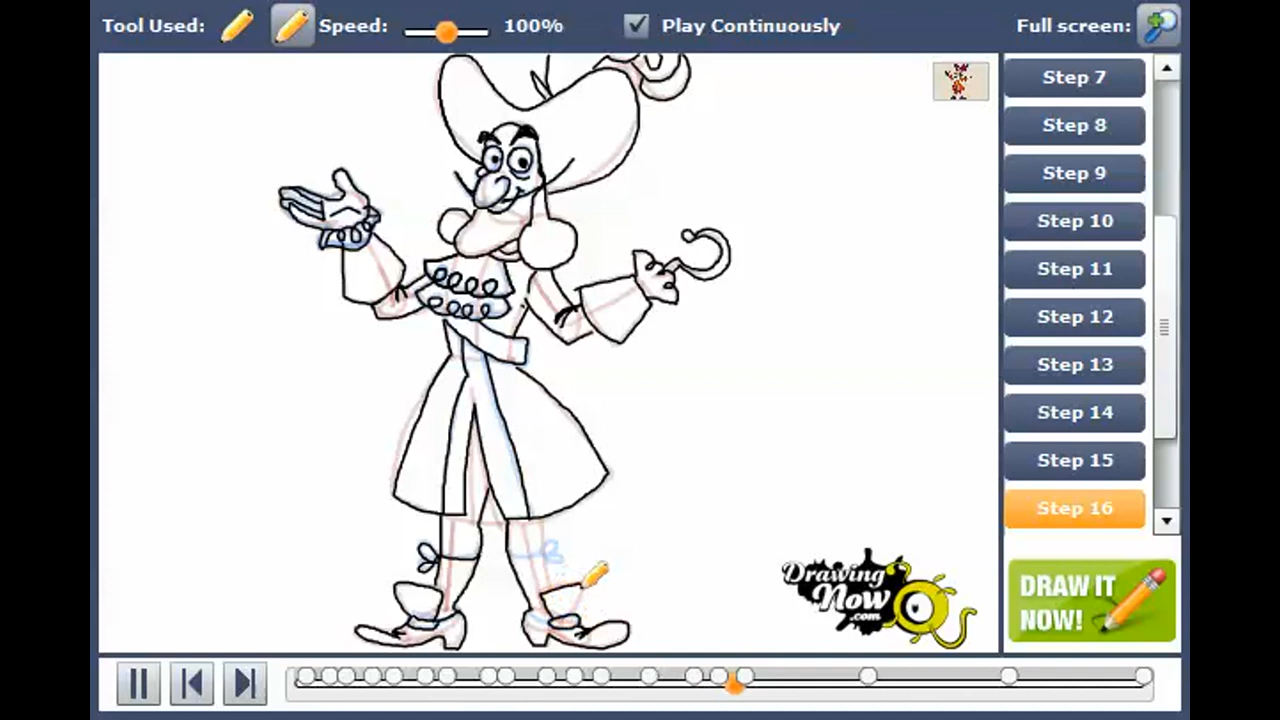 Tool Used: Speed: 100% Play Continuously Full screen:
Step 7
Step 8
Step 9
Step 10
Step 11
Step 12
Step 13
Step 14
Step 15
Step 16
Drawing
Now
.com
DRAW IT
NOW!